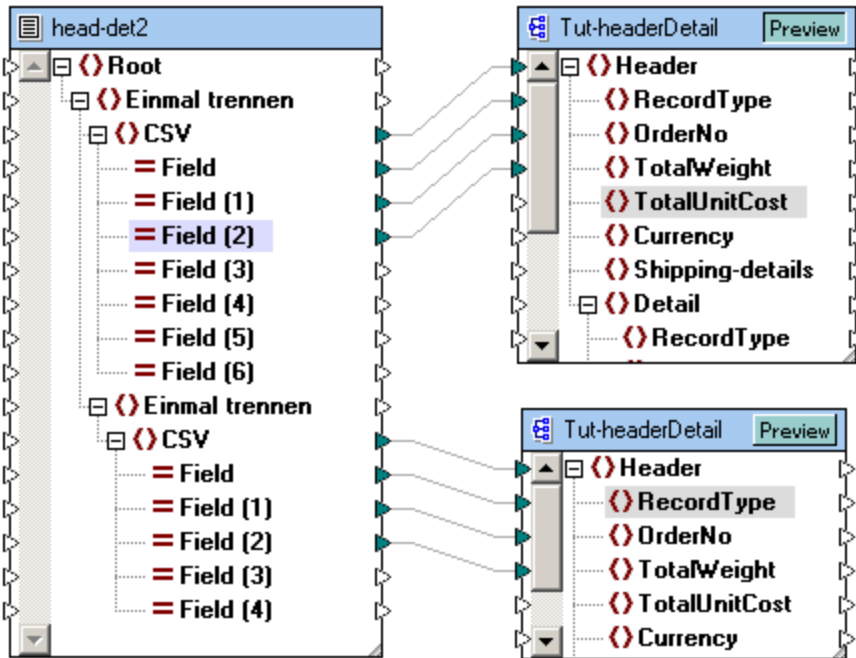 head-det2
Root
Einmal trennen
CSV
Field
Field (1)
Field (2)
Field (3)
Field (4)
Field (5)
Field (6)
Einmal trennen
CSV
Field
Field (1)
Field (2)
Field (3)
Field (4)
Tut-headerDetail Preview
Header
RecordType
OrderNo
TotalWeight
TotalUnitCost
Currency
Shipping-details
Detail
RecordType
Tut-headerDetail Preview
Header
RecordType
OrderNo
TotalWeight
TotalUnitCost
Currency